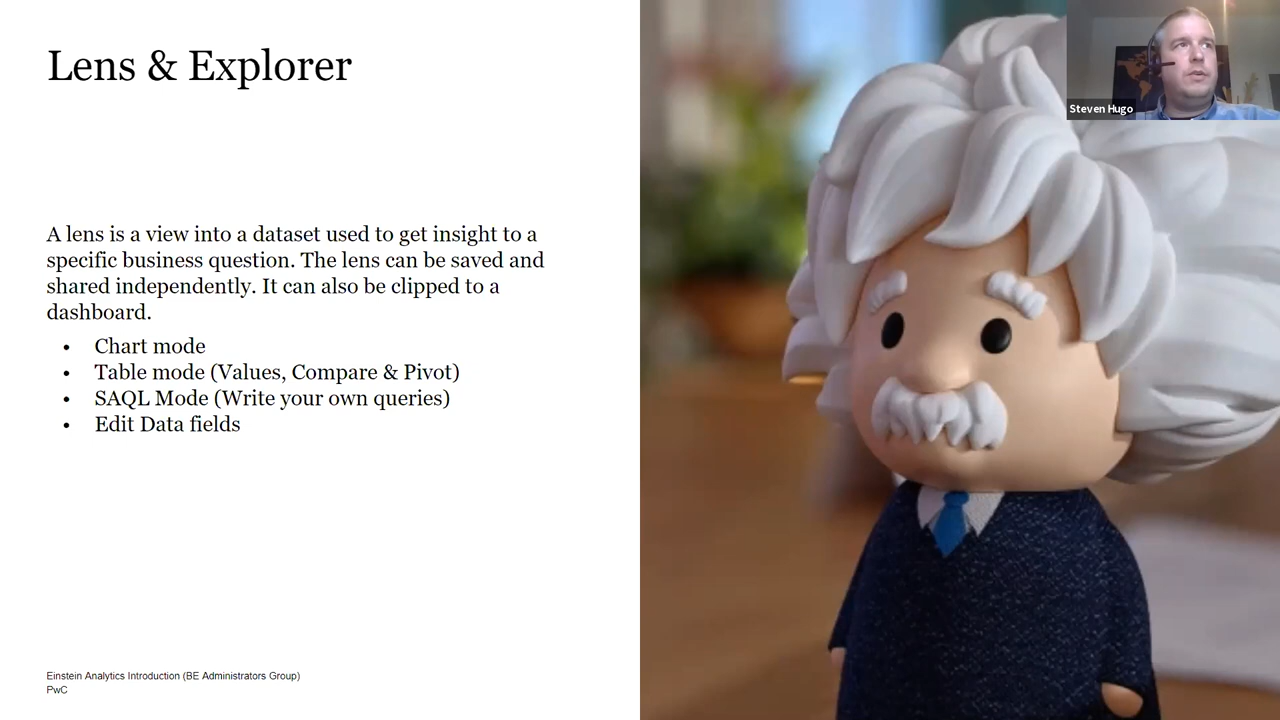 Lens & Explorer
Steven Hugo
A lens is a view into a dataset used to get insight to a
specific business question. The lens can be saved and
shared independently. It can also be clipped to a
dashboard.
• Chart mode
• Table mode (Values, Compare & Pivot)
• SAQL Mode (Write your own queries)
• Edit Data fields
Einstein Analytics Introduction (BE Administrators Group)
PwC